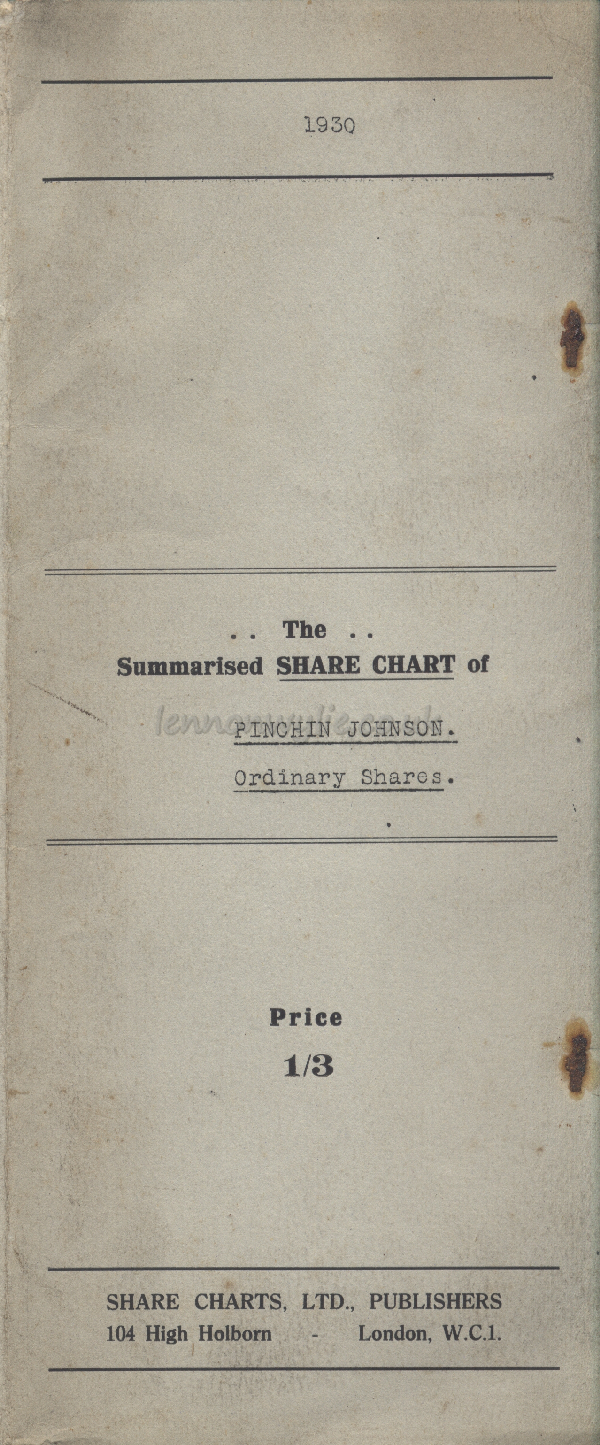 1930
. . The . .
Summarised SHARE CHART of
PINCHIN JOHNSON.
Ordinary Shares.
Price
1/3
SHARE CHARTS, LTD., PUBLISHERS
104 High Holborn - London, W.C.1.